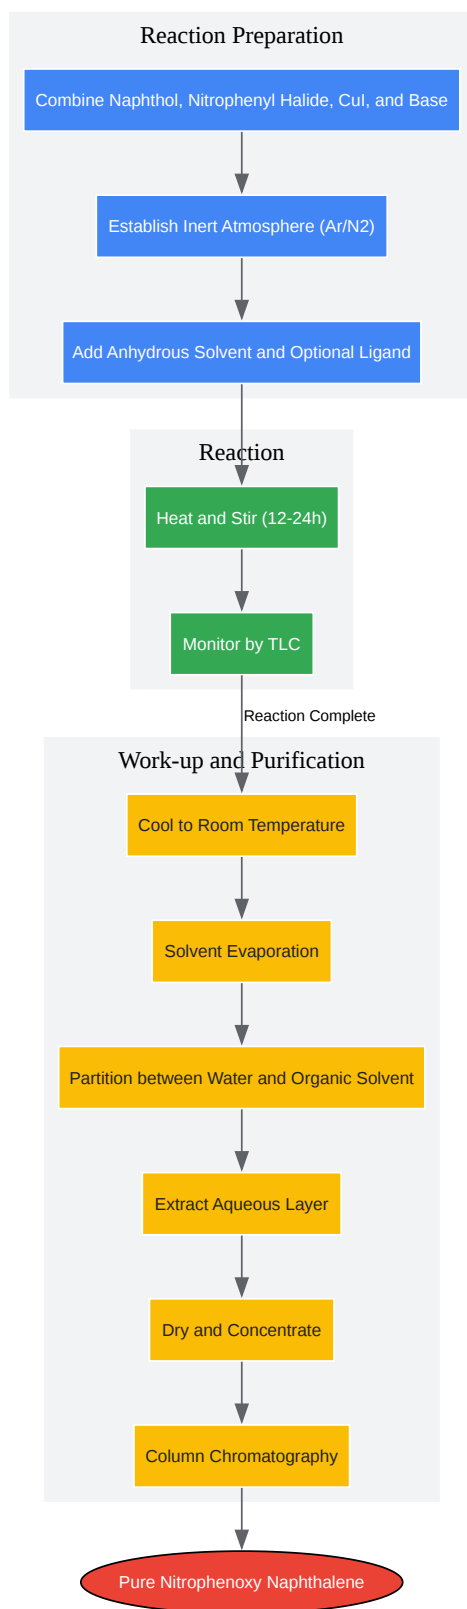 Reaction Preparation
Combine Naphthol, Nitrophenyl Halide, CuI, and Base
Establish Inert Atmosphere (Ar/N2)
Add Anhydrous Solvent and Optional Ligand
Reaction
Heat and Stir (12-24h)
Monitor by TLC
Reaction Complete
Work-up and Purification
Cool to Room Temperature
Solvent Evaporation
Partition between Water and Organic Solvent
Extract Aqueous Layer
Dry and Concentrate
Column Chromatography
Pure Nitrophenoxy Naphthalene